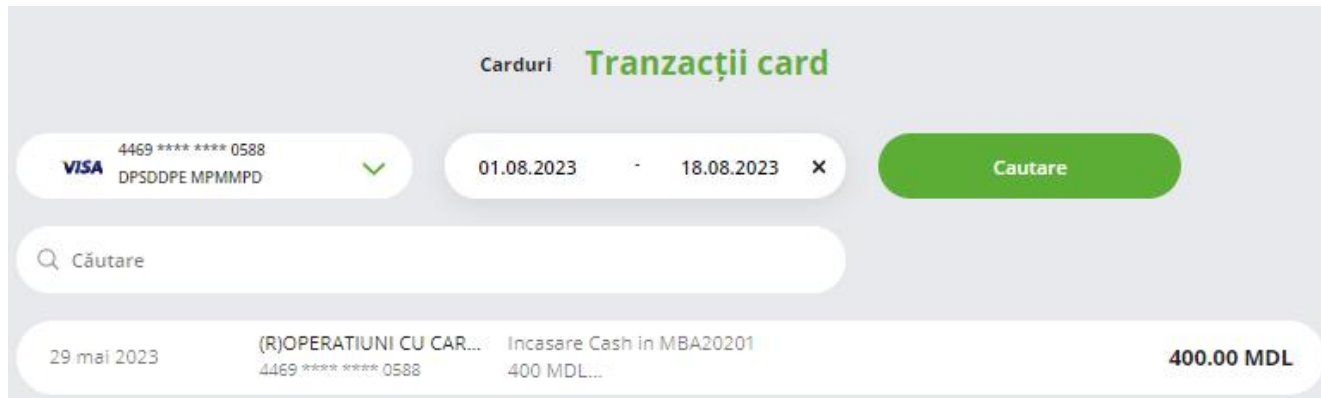 Carduri Tranzacții card
VISA 4469 **** **** 0588
DPSDDPE MPMMPD
01.08.2023 - 18.08.2023 ×
Cautare
Căutare
29 mai 2023 (R)OPERATIUNI CU CAR... Incasare Cash in MBA20201 400.00 MDL
4469 **** **** 0588 400 MDL...